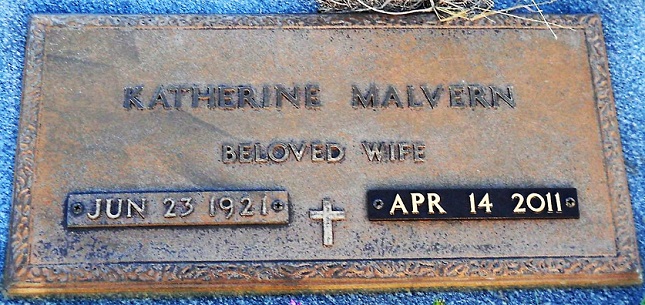 KATHERINE MALVERN
BELOVED WIFE
JUN 23 1921 APR 14 2011